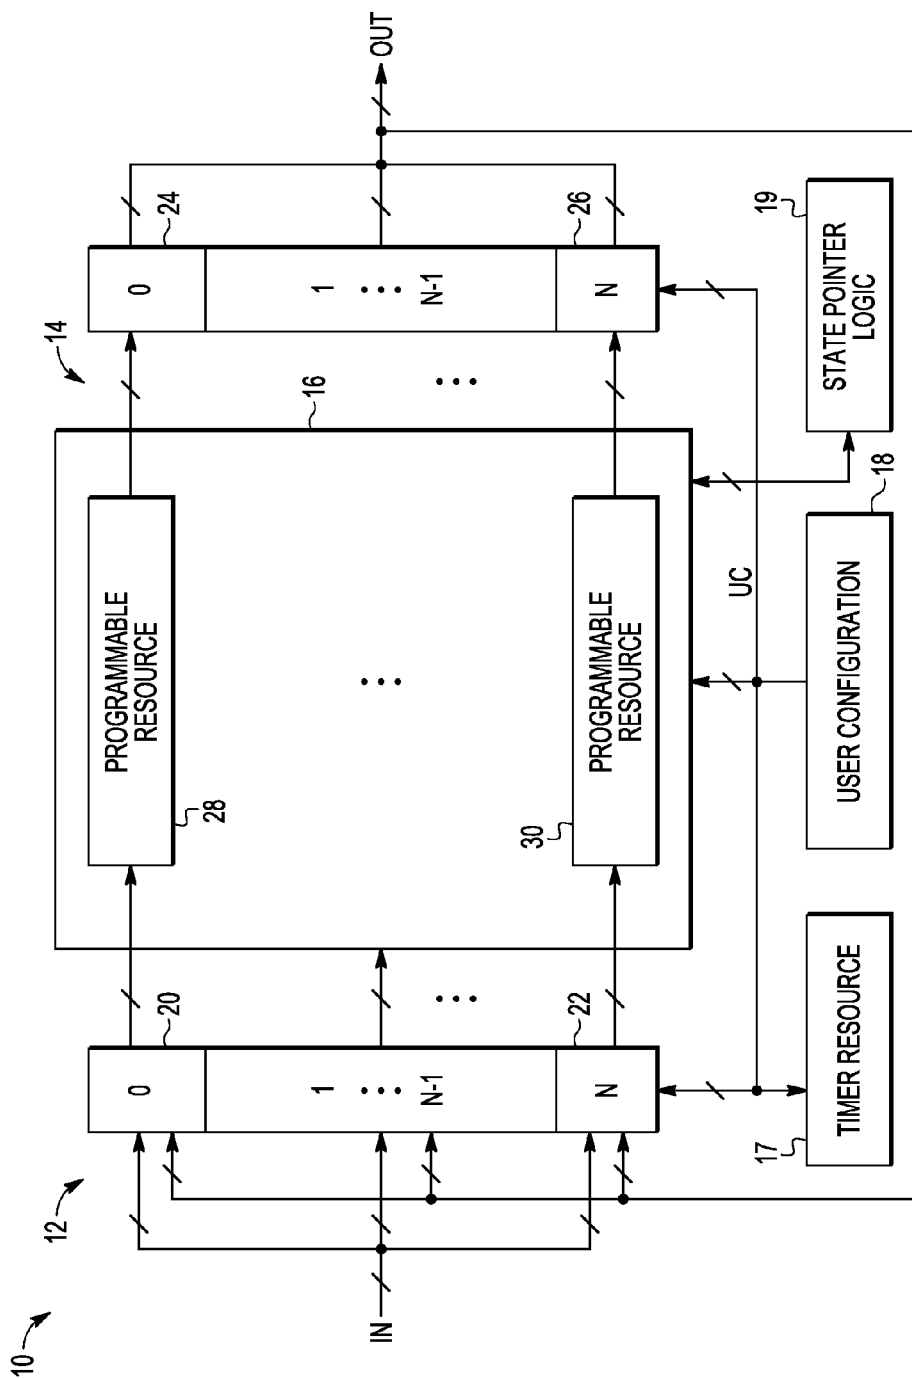 10
12
14
IN
OUT
0
20
1 ••• N-1
N
22
16
PROGRAMMABLE
RESOURCE
28
•••
PROGRAMMABLE
RESOURCE
30
•••
•••
0
24
1 ••• N-1
N
26
UC
TIMER RESOURCE
17
USER CONFIGURATION
18
STATE POINTER
LOGIC
19